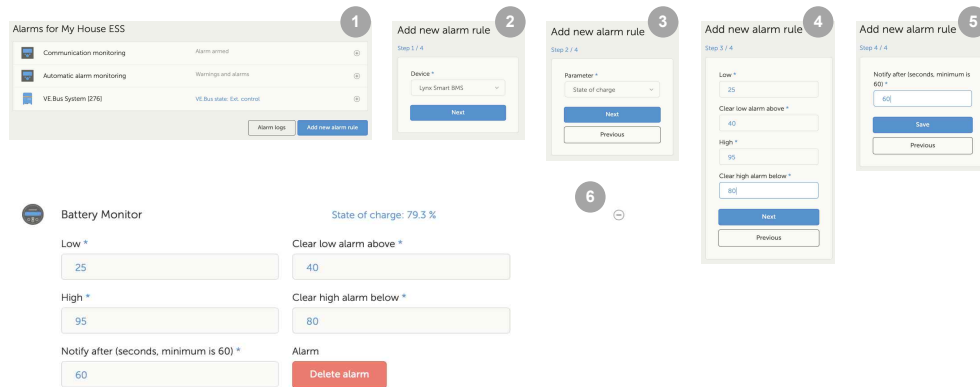 1
Alarms for My House ESS
Communication monitoring Alarm armed
Automatic alarm monitoring Warnings and alarms
VE.Bus System [276] VE.Bus state: Ext. control
Alarm logs Add new alarm rule
2
Add new alarm rule
Step 1 / 4
Device *
Lynx Smart BMS
Next
3
Add new alarm rule
Step 2 / 4
Parameter *
State of charge
Next
Previous
4
Add new alarm rule
Step 3 / 4
Low *
25
Clear low alarm above *
40
High *
95
Clear high alarm below *
80
Next
Previous
5
Add new alarm rule
Step 4 / 4
Notify after (seconds, minimum is
60) *
60
Save
Previous
6
Battery Monitor State of charge: 79.3 %
Low * Clear low alarm above *
25 40
High * Clear high alarm below *
95 80
Notify after (seconds, minimum is 60) * Alarm
60 Delete alarm